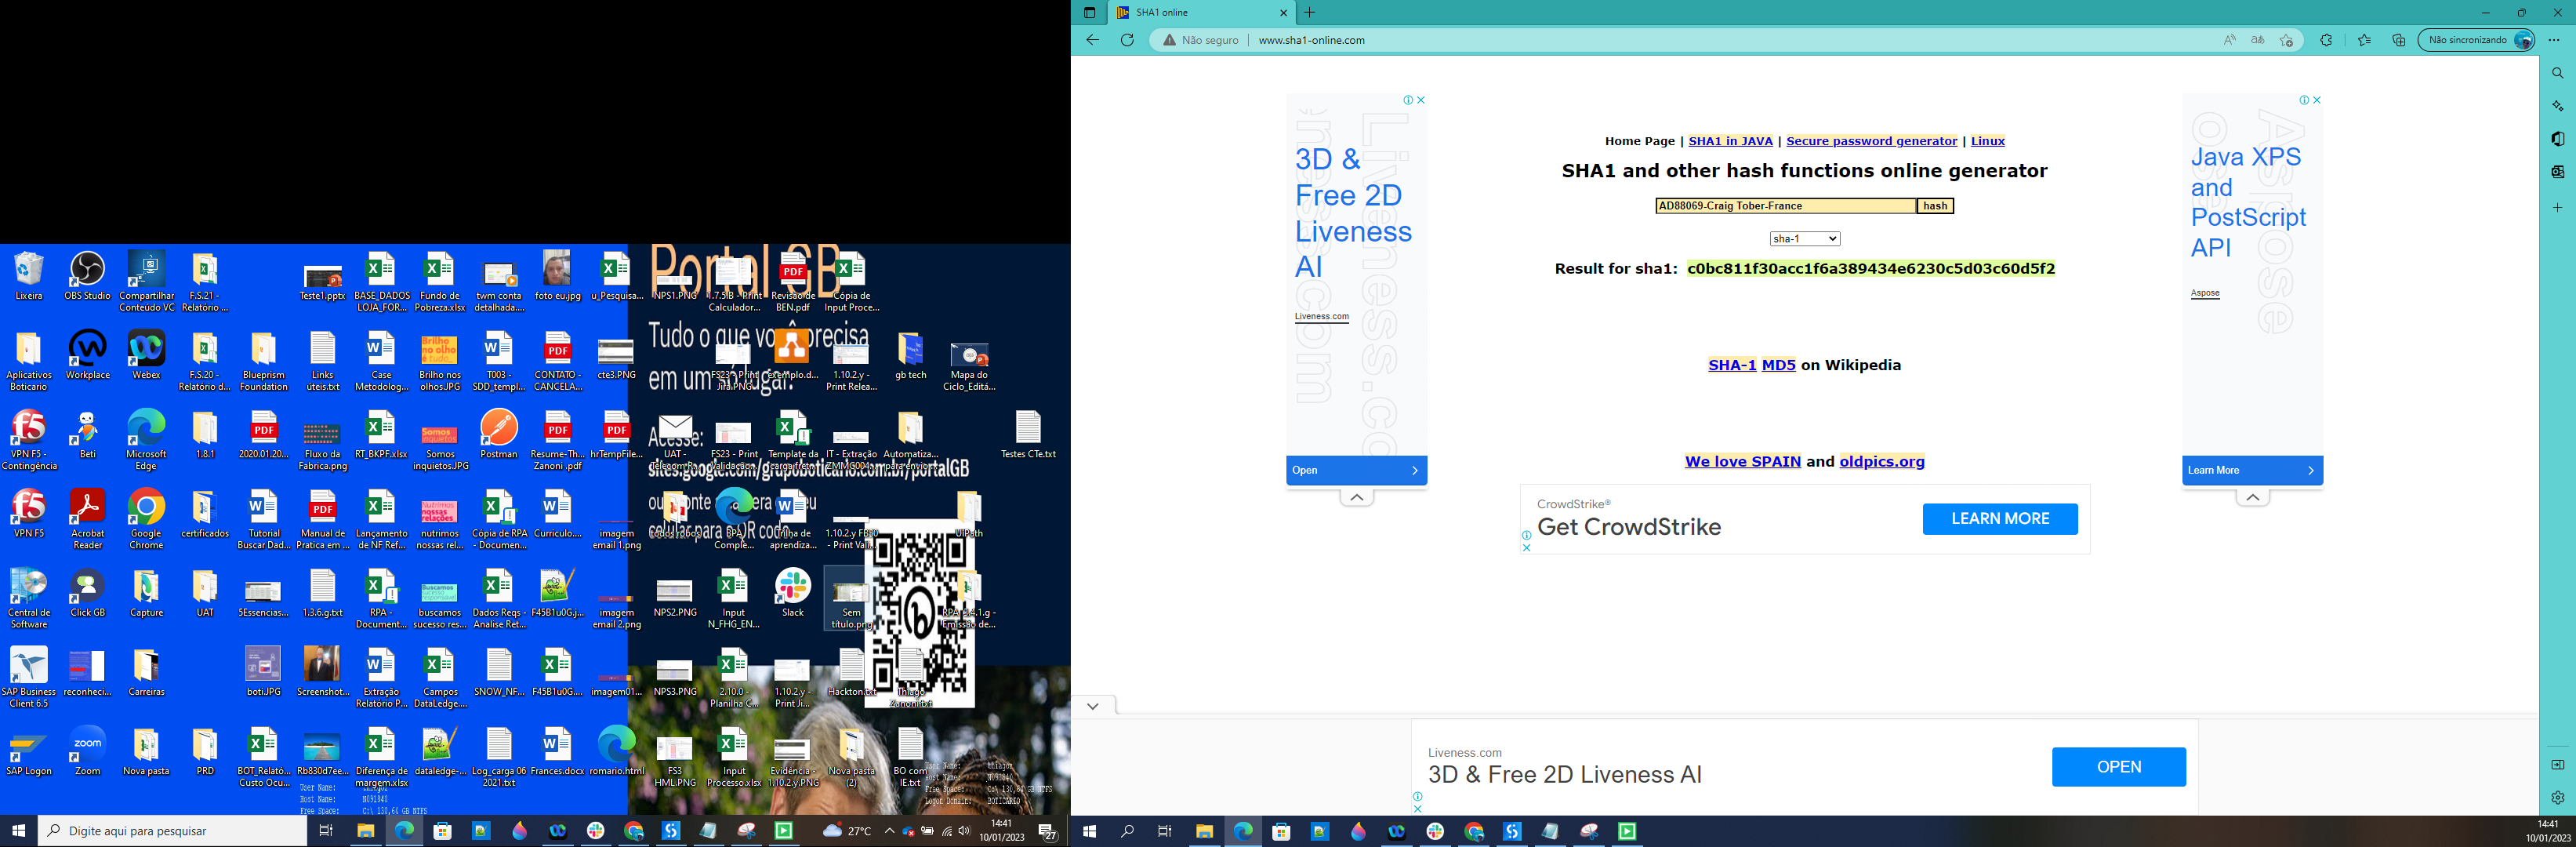 SHA1 online
Não seguro
www.sha1-online.com
Não sincronizando
Home Page | SHA1 in JAVA | Secure password generator | Linux
SHA1 and other hash functions online generator
AD88069-Craig Tober-France
hash
sha-1
Result for sha1: c0bc811f30acc1f6a389434e6230c5d03c60d5f2
SHA-1 MD5 on Wikipedia
We love SPAIN and oldpics.org
3D &
Free 2D
Liveness
AI
Liveness.com
Open
Java XPS
and
PostScript
API
Aspose
Learn More
CrowdStrike®
Get CrowdStrike
LEARN MORE
Liveness.com
3D & Free 2D Liveness AI
OPEN
14:41
10/01/2023
Portal GB
Tudo o que você precisa
em um só lugar.
Acesse:
sites.google.com/grupoboticario.com.br/portalGB
Lixeira
OBS Studio
Compartilhar
Conteúdo VC
F.S.21 -
Relatório ...
Teste1.pptx
BASE_DADOS
LOJA_FOR...
Fundo de
Pobreza.xlsx
twm conta
detalhada....
foto eu.jpg
u_Pesquisa...
NPS1.PNG
1.7.5.B - Print
Calculador...
Revisão de
BEN.pdf
Cópia de
Input Proce...
Aplicativos
Boticario
Workplace
Webex
F.S.20 -
Relatório d...
Blueprism
Foundation
Links
úteis.txt
Case
Metodolog...
Brilho nos
olhos.JPG
T003 -
SDD_templ...
CONTATO -
CANCELA...
cte3.PNG
FS23 - Print
Jira.PNG
exemplo.d...
1.10.2.y -
Print Relea...
gb tech
Mapa do
Ciclo_Editá...
VPN F5 -
Contingência
Beti
Microsoft
Edge
1.8.1
2020.01.20...
Fluxo da
Fabrica.png
RT_BKPF.xlsx
Somos
inquietos.JPG
Postman
Resume-Th...
Zanoni .pdf
hrTempFile...
UAT -
Telecom R...
FS23 - Print
Validação...
Template da
carga frete...
IT - Extração
ZMMG004...
Automatiza...
para envio...
Testes CTe.txt
VPN F5
Acrobat
Reader
Google
Chrome
certificados
Tutorial
Buscar Dad...
Manual de
Pratica em ...
Lançamento
de NF Ref...
nutrimos
nossas rel...
Cópia de RPA
- Documen...
Curriculo....
imagem
email 1.png
todos robos
RPA
Comple...
Trilha de
aprendiza...
1.10.2.y FB60
- Print Vali...
UiPath
Central de
Software
Click GB
Capture
UAT
5Essencias...
1.3.6.g.txt
RPA -
Document...
buscamos
sucesso res...
Dados Reqs -
Analise Ret...
F45B1u0G.j...
imagem
email 2.png
NPS2.PNG
Input
N_FHG_EN...
Slack
Sem
título.png
RPA 3.4.1.g -
Emissão de...
SAP Business
Client 6.5
reconheci...
Carreiras
boti.JPG
Screenshot...
Extração
Relatório P...
Campos
DataLedge....
SNOW_NF...
F45B1u0G....
imagem01...
NPS3.PNG
2.10.0 -
Planilha C...
1.10.2.y -
Print Ji...
Hackton.txt
Thiago
Zanoni.txt
SAP Logon
Zoom
Nova pasta
PRD
BOT_Relató...
Custo Ocu...
Rb830d7ee...
Diferença de
margem.xlsx
dataledge-...
Log_carga 06
2021.txt
Frances.docx
romario.html
FS3
HML.PNG
Input
Processo.xlsx
Evidência -
1.10.2.y.PNG
Nova pasta
(2)
BO com
IE.txt
User Name:
Host Name:
Free Space:
Logon Domain:
BOTICARIO
Digite aqui para pesquisar
27°C
14:41
10/01/2023
27